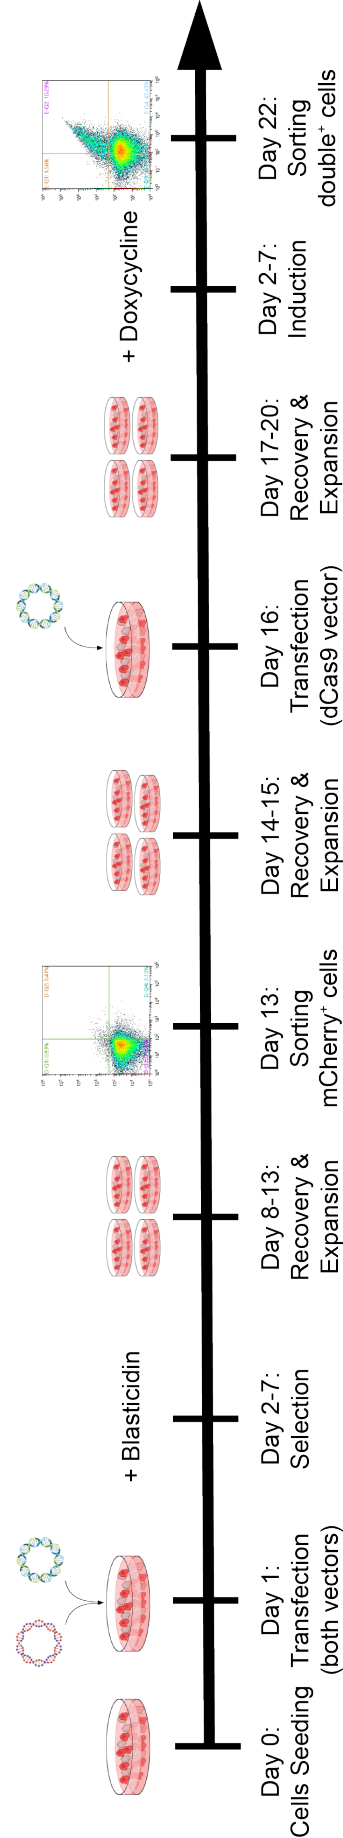 + Blasticidin
+ Doxycycline
Day 0:
Cells Seeding
Day 1:
Transfection
(both vectors)
Day 2-7:
Selection
Day 8-13:
Recovery &
Expansion
Day 13:
Sorting
mCherry⁺ cells
Day 14-15:
Recovery &
Expansion
Day 16:
Transfection
(dCas9 vector)
Day 17-20:
Recovery &
Expansion
Day 2-7:
Induction
Day 22:
Sorting
double⁺ cells